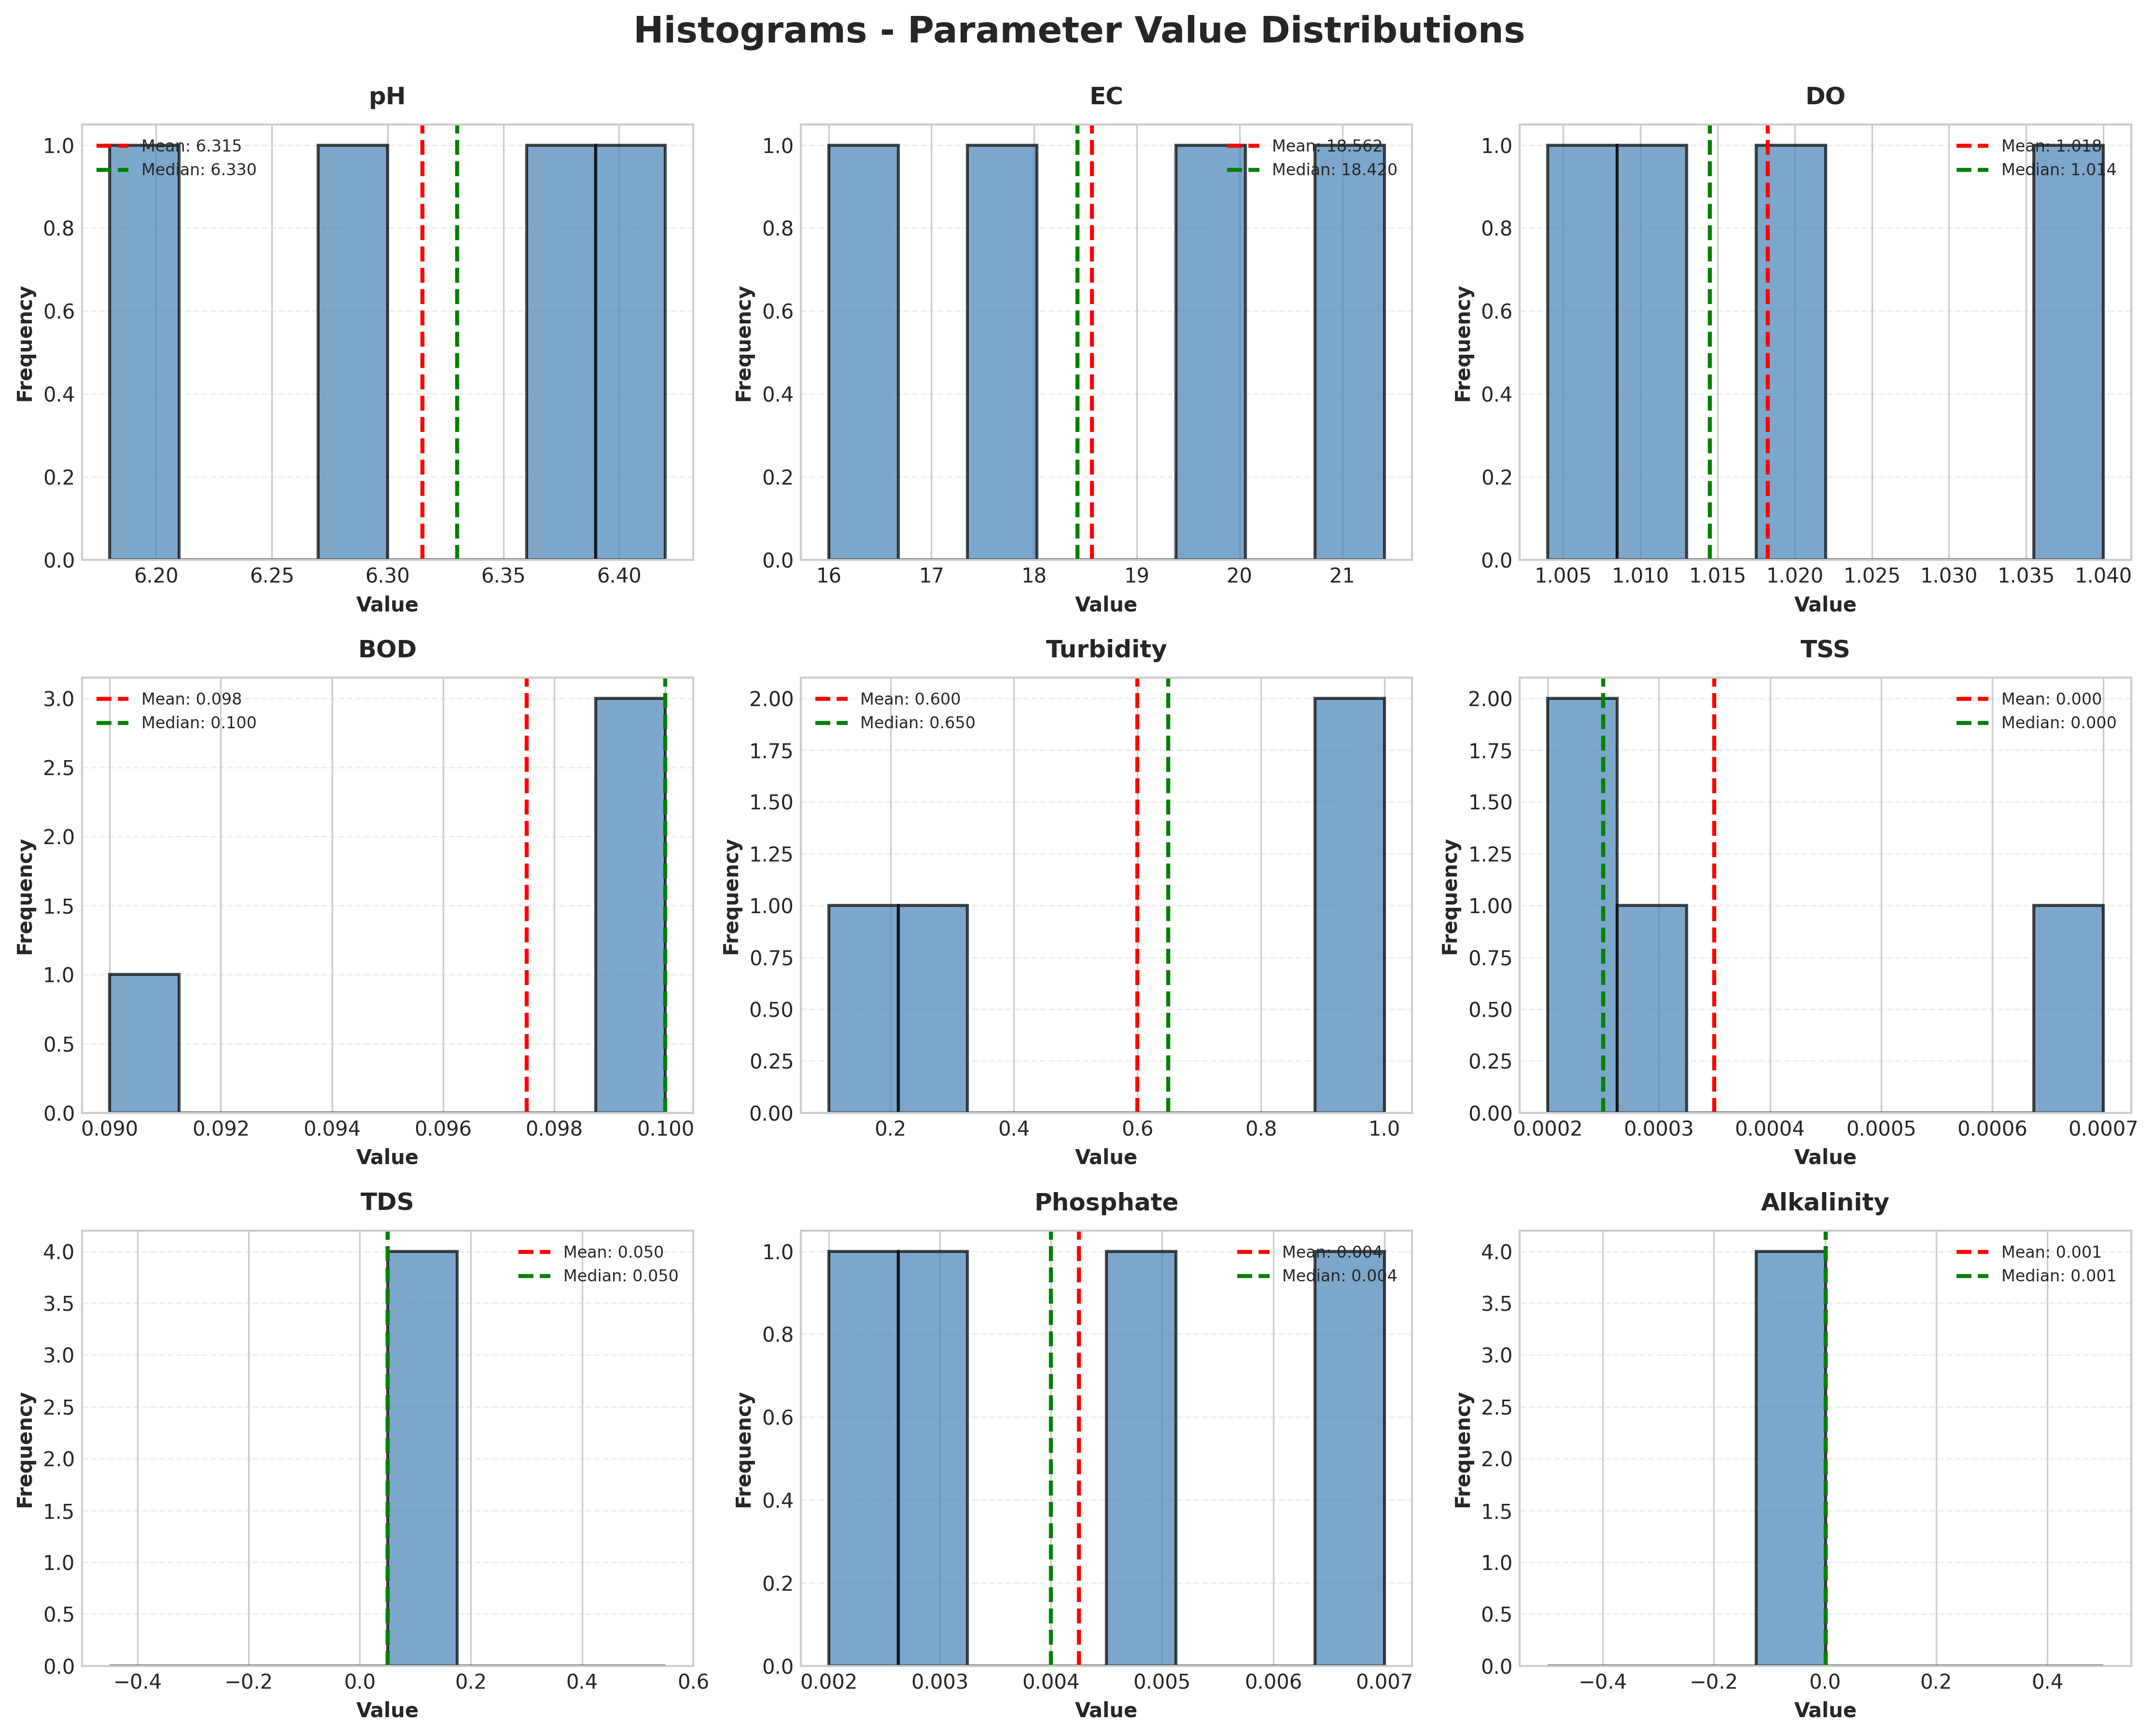 Histograms - Parameter Value Distributions
pH
Mean: 6.315
Median: 6.330
Frequency
1.0
0.8
0.6
0.4
0.2
0.0
6.20 6.25 6.30 6.35 6.40
Value
EC
Mean: 18.562
Median: 18.420
Frequency
1.0
0.8
0.6
0.4
0.2
0.0
16 17 18 19 20 21
Value
DO
Mean: 1.018
Median: 1.014
Frequency
1.0
0.8
0.6
0.4
0.2
0.0
1.005 1.010 1.015 1.020 1.025 1.030 1.035 1.040
Value
BOD
Mean: 0.098
Median: 0.100
Frequency
3.0
2.5
2.0
1.5
1.0
0.5
0.0
0.090 0.092 0.094 0.096 0.098 0.100
Value
Turbidity
Mean: 0.600
Median: 0.650
Frequency
2.00
1.75
1.50
1.25
1.00
0.75
0.50
0.25
0.00
0.2 0.4 0.6 0.8 1.0
Value
TSS
Mean: 0.000
Median: 0.000
Frequency
2.00
1.75
1.50
1.25
1.00
0.75
0.50
0.25
0.00
0.0002 0.0003 0.0004 0.0005 0.0006 0.0007
Value
TDS
Mean: 0.050
Median: 0.050
Frequency
4.0
3.5
3.0
2.5
2.0
1.5
1.0
0.5
0.0
−0.4 −0.2 0.0 0.2 0.4 0.6
Value
Phosphate
Mean: 0.004
Median: 0.004
Frequency
1.0
0.8
0.6
0.4
0.2
0.0
0.002 0.003 0.004 0.005 0.006 0.007
Value
Alkalinity
Mean: 0.001
Median: 0.001
Frequency
4.0
3.5
3.0
2.5
2.0
1.5
1.0
0.5
0.0
−0.4 −0.2 0.0 0.2 0.4
Value